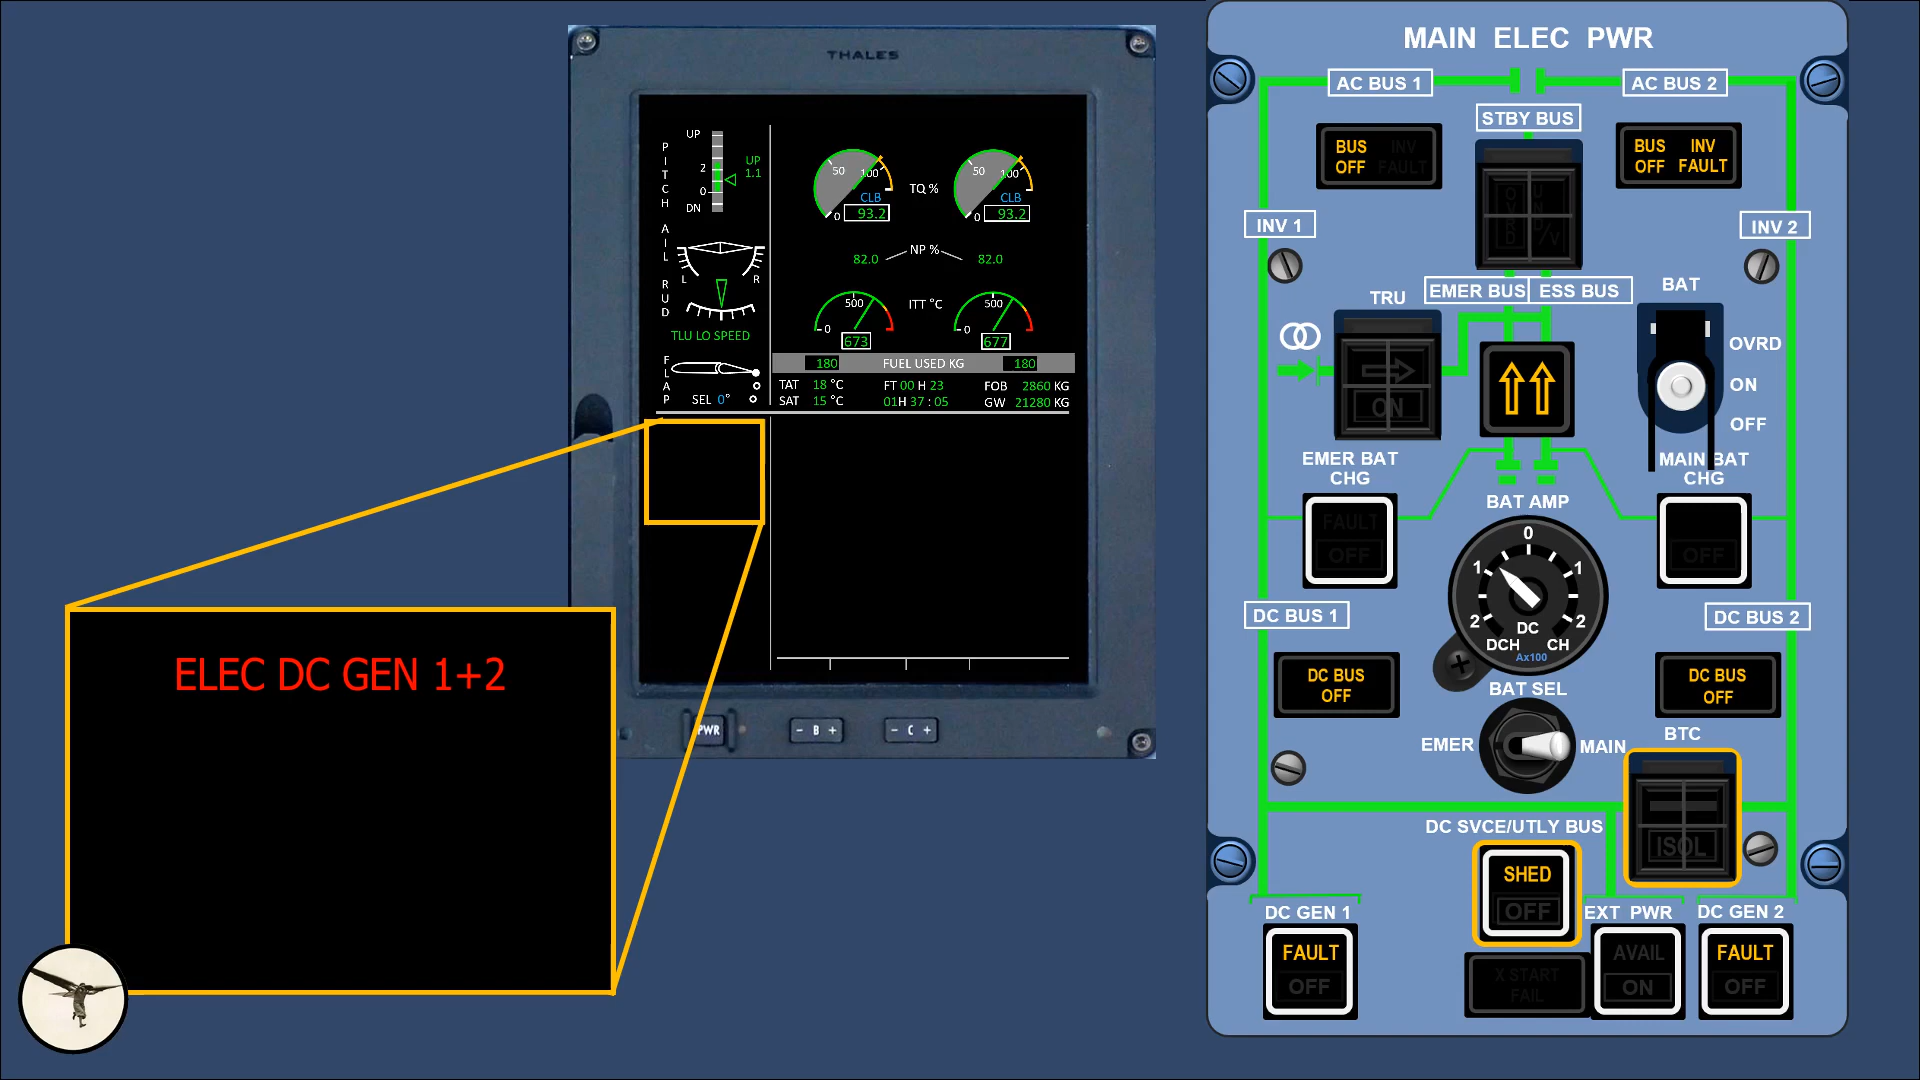 THALES
PITCH
UP
2
0
DN
UP
1.1
AIL
L
R
RUD
TLU LO SPEED
FLAP
SEL 0°
50
100
0
CLB
93.2
TQ %
50
100
0
CLB
93.2
82.0
NP %
82.0
500
0
673
ITT °C
500
0
677
180
FUEL USED KG
180
TAT 18 °C
FT 00 H 23
FOB 2860 KG
SAT 15 °C
01H 37 : 05
GW 21280 KG
PWR
- B +
- C +
ELEC DC GEN 1+2
MAIN ELEC PWR
AC BUS 1
AC BUS 2
STBY BUS
BUS OFF
INV FAULT
BUS OFF
INV FAULT
OVRD
UNDV
INV 1
INV 2
EMER BUS
ESS BUS
TRU
ON
BAT
OVRD
ON
OFF
EMER BAT
CHG
FAULT
OFF
MAIN BAT
CHG
OFF
BAT AMP
0
1
1
2
2
DC
DCH
CH
Ax100
DC BUS 1
DC BUS 2
DC BUS
OFF
DC BUS
OFF
BAT SEL
EMER
MAIN
BTC
ISOL
DC SVCE/UTLY BUS
SHED
OFF
DC GEN 1
FAULT
OFF
X START
FAIL
EXT PWR
AVAIL
ON
DC GEN 2
FAULT
OFF